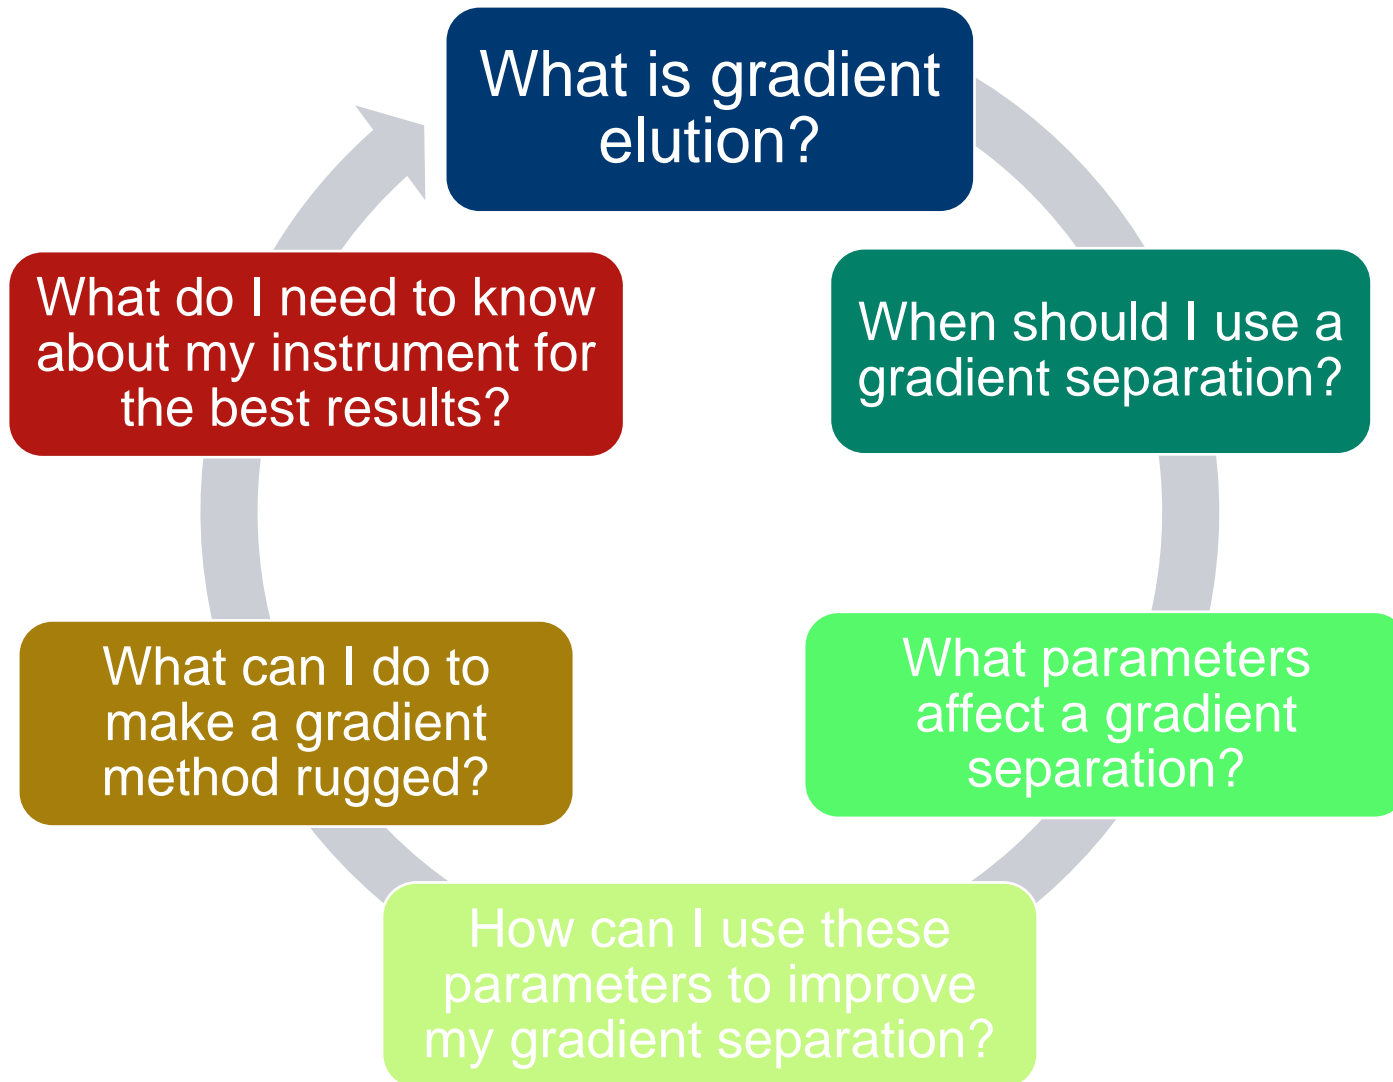 What is gradient
elution?
When should I use a
gradient separation?
What parameters
affect a gradient
separation?
How can I use these
parameters to improve
my gradient separation?
What can I do to
make a gradient
method rugged?
What do I need to know
about my instrument for
the best results?